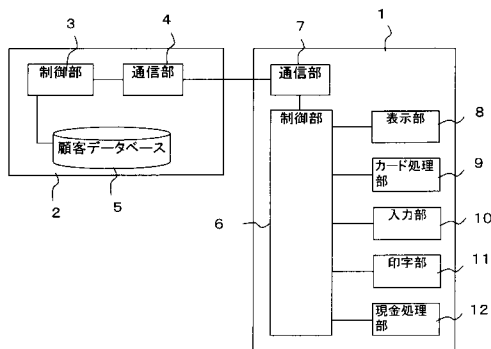 3
4
7
1
制御部
通信部
通信部
制御部
表示部
8
顧客データベース
カード処理
部
9
2
5
6
入力部
10
印字部
11
現金処理
部
12